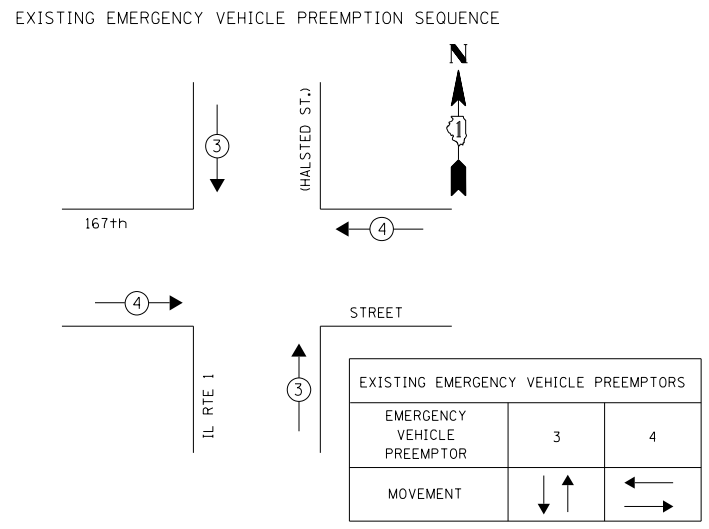 EXISTING EMERGENCY VEHICLE PREEMPTION SEQUENCE
N
(HALSTED ST.)
1
3
167th
4
4
STREET
3
IL RTE 1
EXISTING EMERGENCY VEHICLE PREEMPTORS
EMERGENCY
VEHICLE
PREEMPTOR
3
4
MOVEMENT